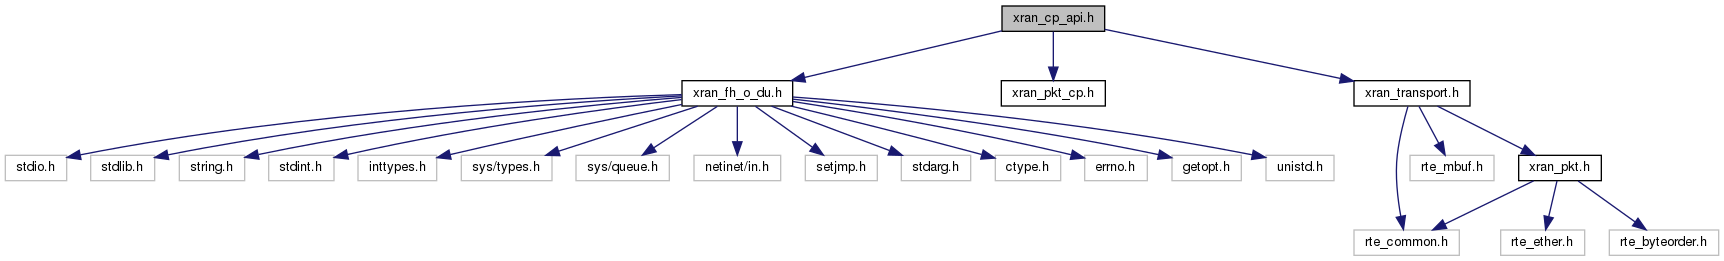 xran_cp_api.h
xran_fh_o_du.h
xran_pkt_cp.h
xran_transport.h
stdio.h
stdlib.h
string.h
stdint.h
inttypes.h
sys/types.h
sys/queue.h
netinet/in.h
setjmp.h
stdarg.h
ctype.h
errno.h
getopt.h
unistd.h
rte_mbuf.h
xran_pkt.h
rte_common.h
rte_ether.h
rte_byteorder.h